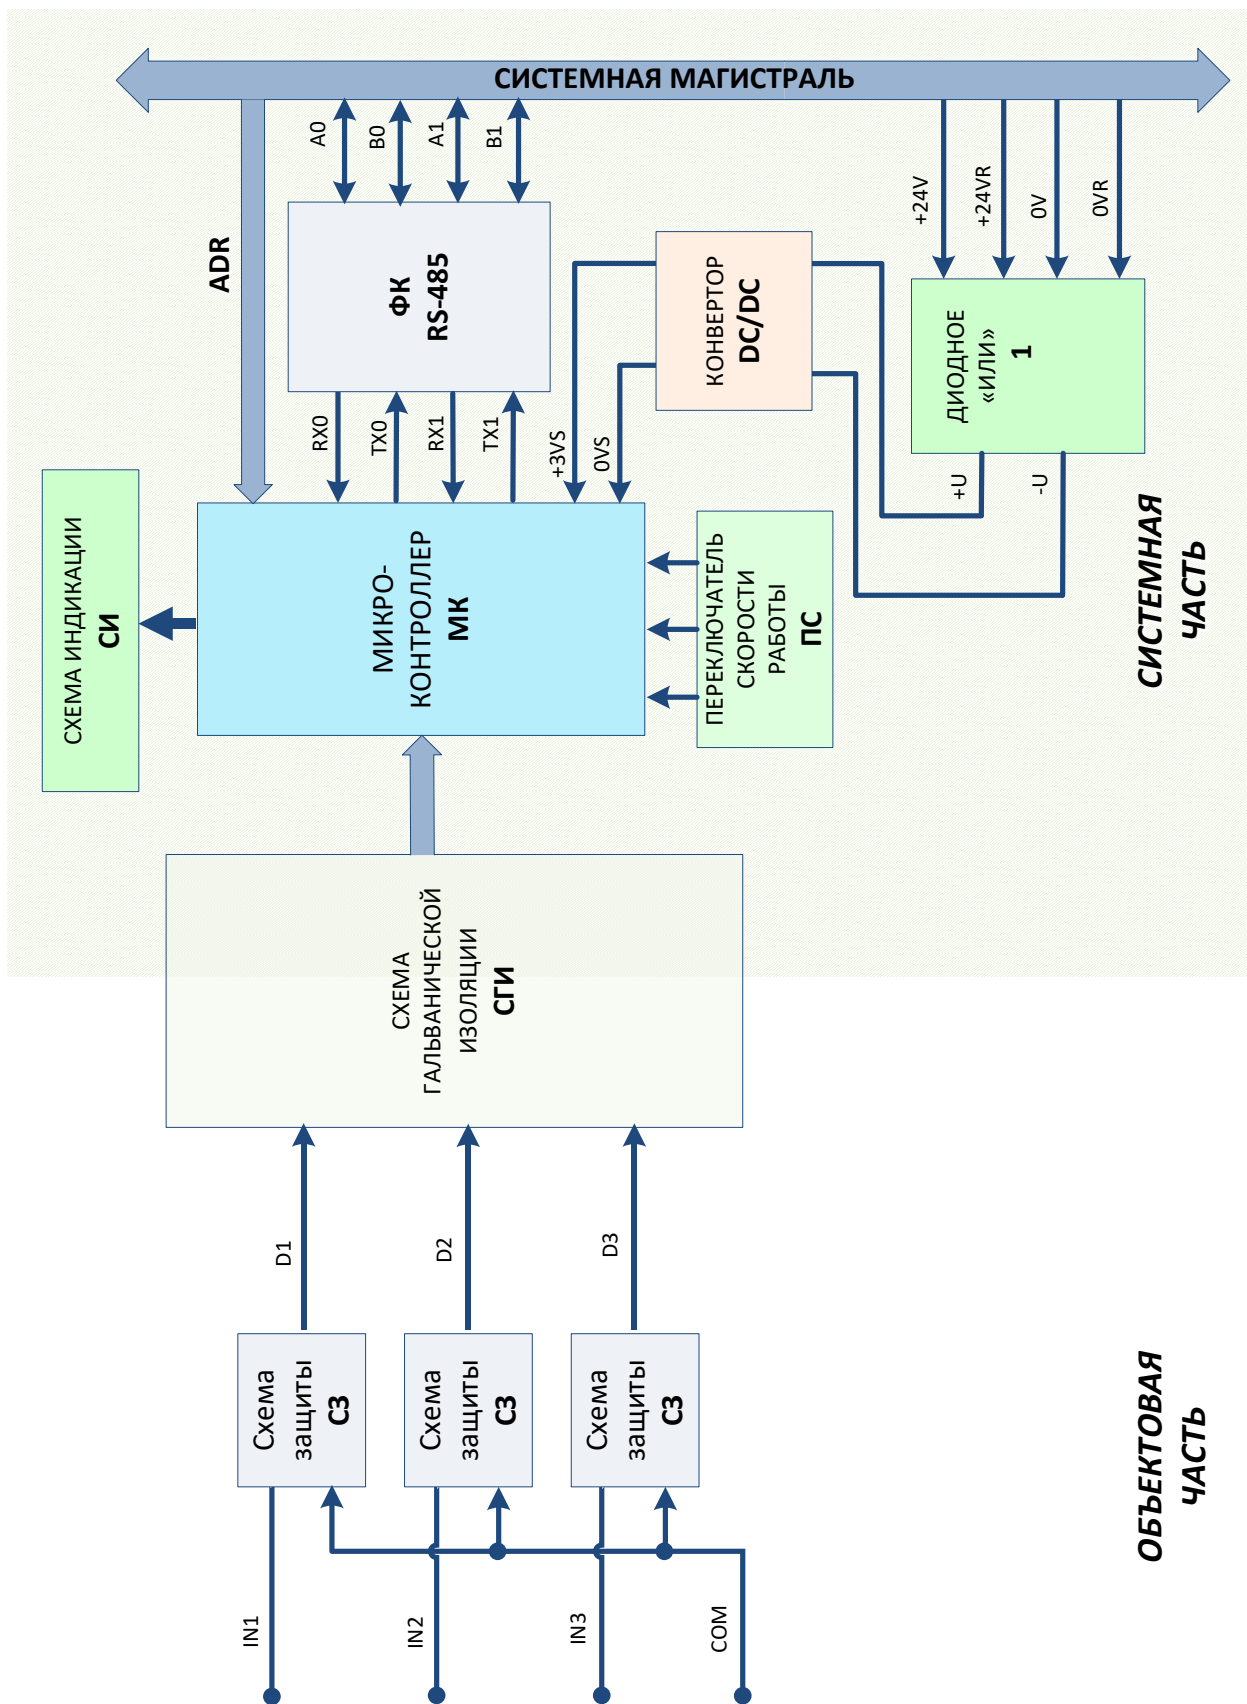 IN1
IN2
IN3
COM
Схема
защиты
СЗ
Схема
защиты
СЗ
Схема
защиты
СЗ
D1
D2
D3
ОБЪЕКТОВАЯ
ЧАСТЬ
СХЕМА
ГАЛЬВАНИЧЕСКОЙ
ИЗОЛЯЦИИ
СГИ
СХЕМА ИНДИКАЦИИ
СИ
МИКРО-
КОНТРОЛЛЕР
МК
ПЕРЕКЛЮЧАТЕЛЬ
СКОРОСТИ
РАБОТЫ
ПС
ADR
RX0
TX0
RX1
TX1
+3VS
0VS
ФК
RS-485
A0
B0
A1
B1
КОНВЕРТОР
DC/DC
+U
-U
ДИОДНОЕ
«ИЛИ»
1
+24V
+24VR
0V
0VR
СИСТЕМНАЯ МАГИСТРАЛЬ
СИСТЕМНАЯ
ЧАСТЬ